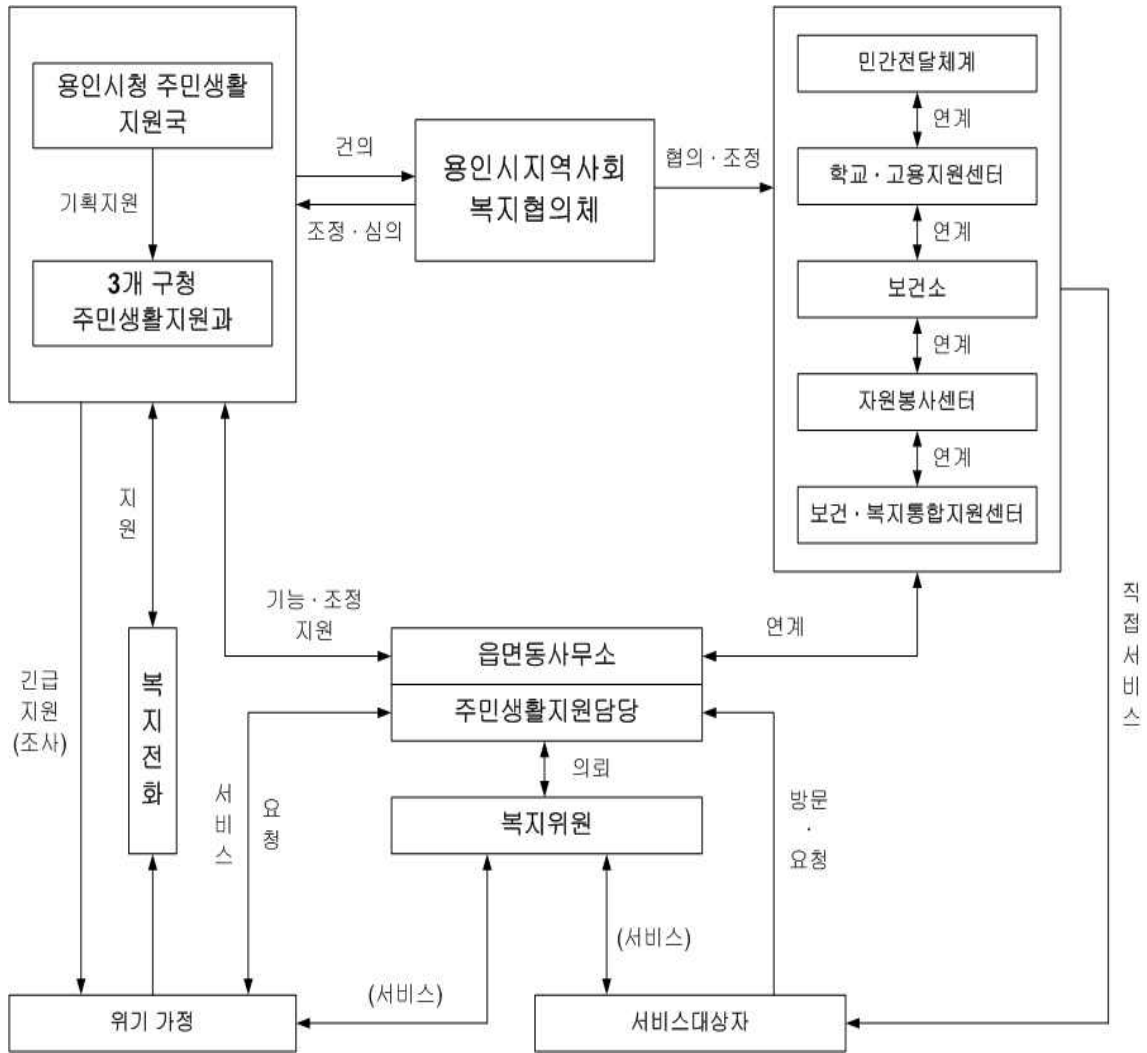 용인시청 주민생활
지원국
기획지원
3개 구청
주민생활지원과
건의
조정·심의
용인시지역사회
복지협의체
협의·조정
민간전달체계
연계
학교·고용지원센터
연계
보건소
연계
자원봉사센터
연계
보건·복지통합지원센터
지
원
기능·조정
지원
읍면동사무소
주민생활지원담당
연계
직
접
서
비
스
긴급
지원
(조사)
복
지
전
화
서
비
스
요
청
의뢰
복지위원
방문
·
요청
(서비스)
(서비스)
위기 가정
서비스대상자